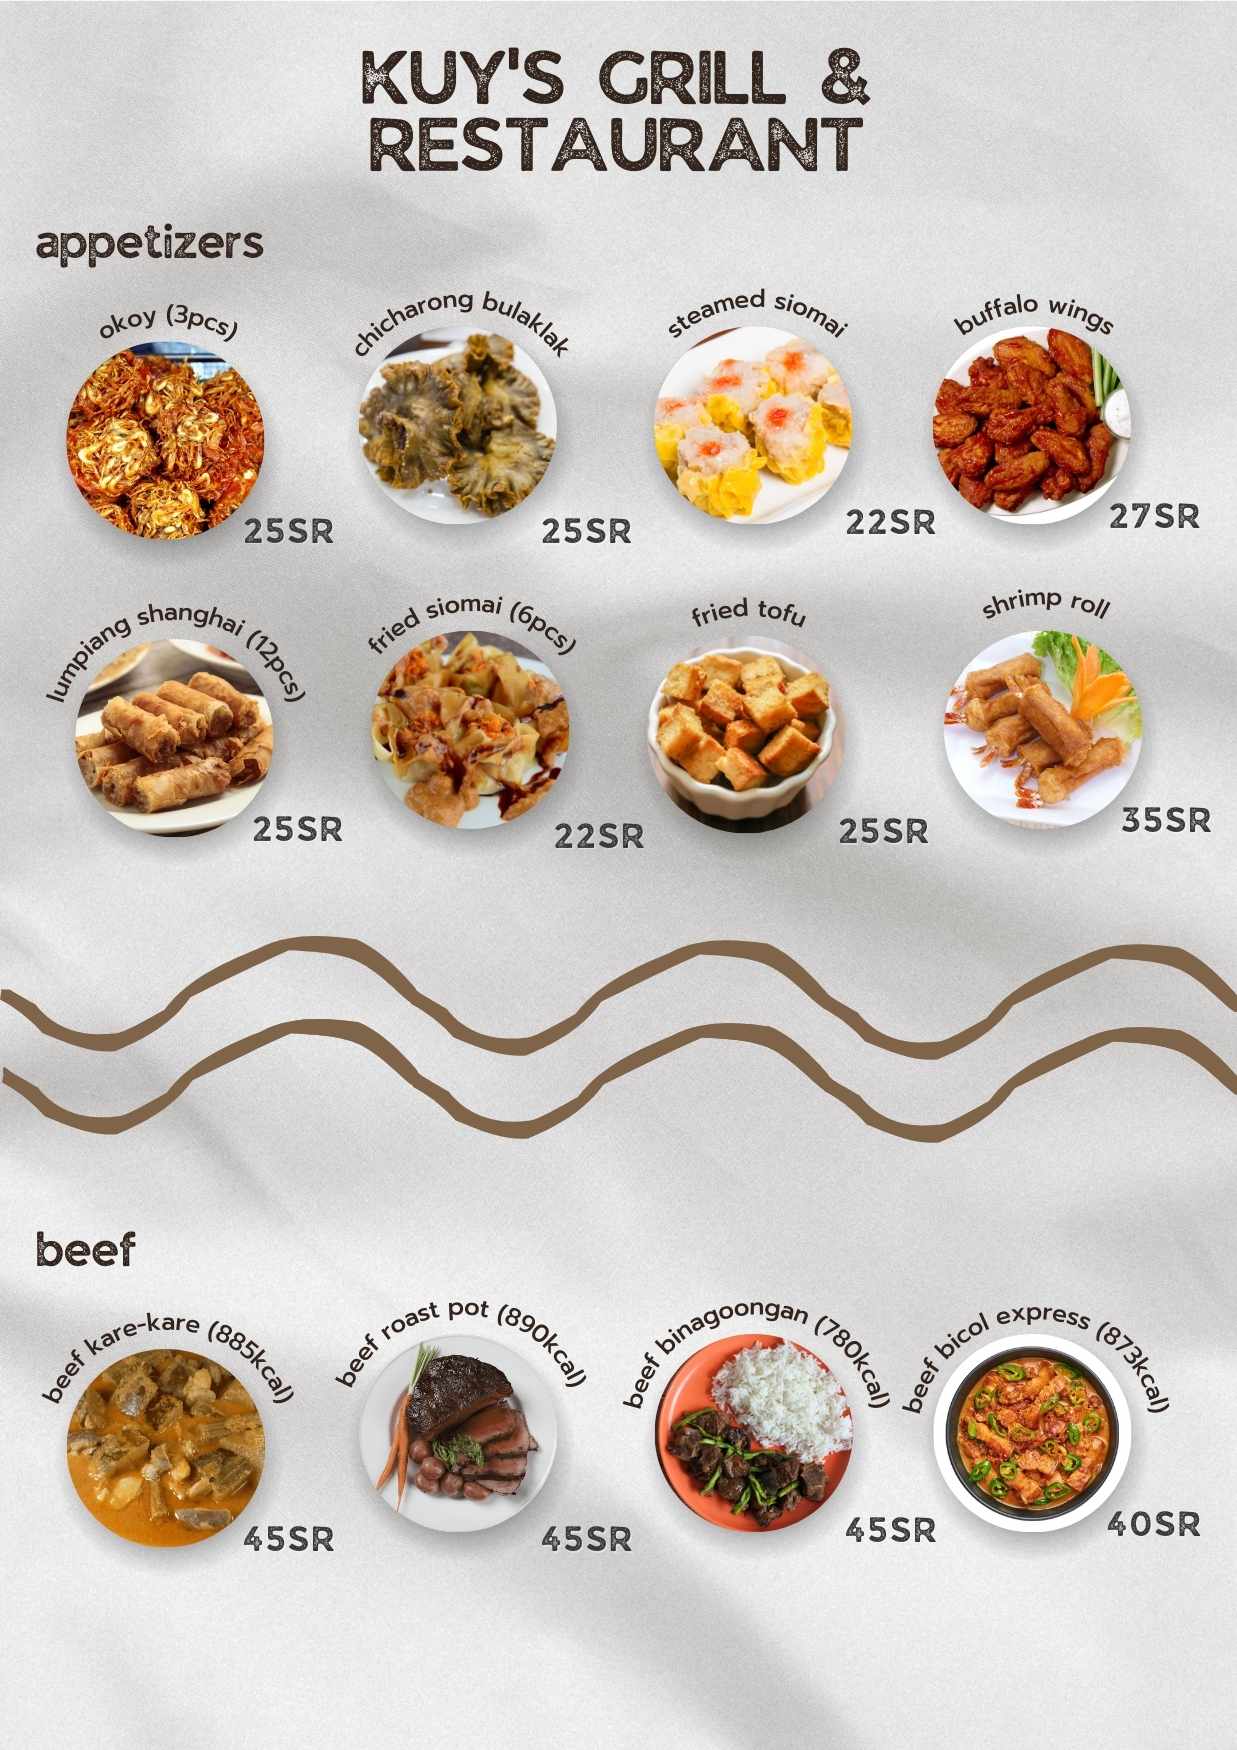 KUY'S GRILL &
RESTAURANT
appetizers
okoy (3pcs)
25SR
chicharong bulaklak
25SR
steamed siomai
22SR
buffalo wings
27SR
lumpiang shanghai (12pcs)
25SR
fried siomai (6pcs)
22SR
fried tofu
25SR
shrimp roll
35SR
beef
beef kare-kare (885kcal)
45SR
beef roast pot (890kcal)
45SR
beef binagoongan (780kcal)
45SR
beef bicol express (873kcal)
40SR